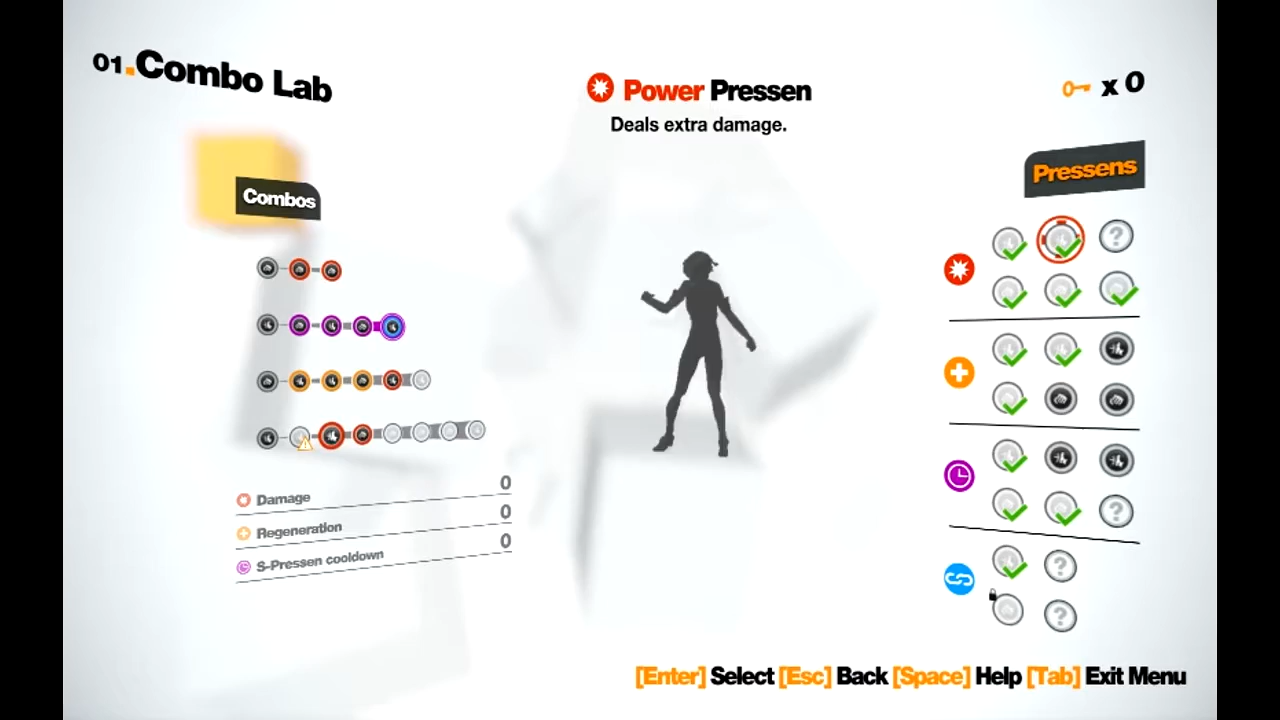 01.Combo Lab
Power Pressen
Deals extra damage.
x 0
Combos
Pressens
?
Damage 0
Regeneration 0
S-Pressen cooldown 0
?
?
?
[Enter] Select [Esc] Back [Space] Help [Tab] Exit Menu